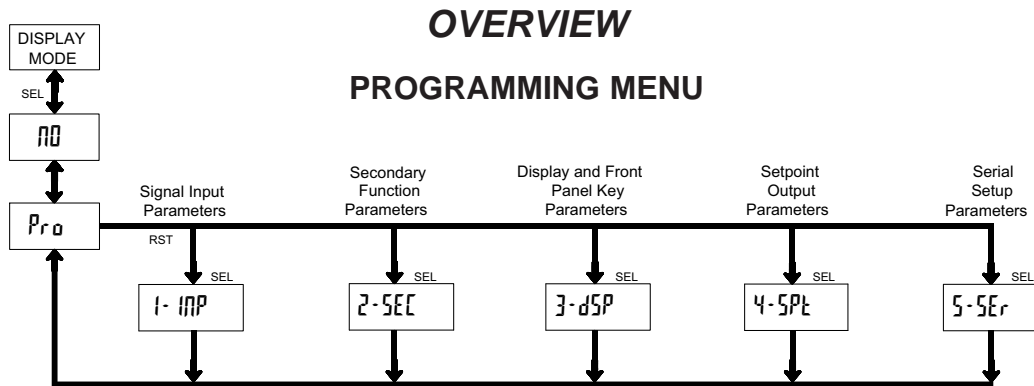 OVERVIEW
PROGRAMMING MENU
DISPLAY
MODE
SEL
NO
Pro
RST
Signal Input
Parameters
SEL
1-INP
Secondary
Function
Parameters
SEL
2-SEC
Display and Front
Panel Key
Parameters
SEL
3-dSP
Setpoint
Output
Parameters
SEL
4-SPt
Serial
Setup
Parameters
SEL
5-SEr